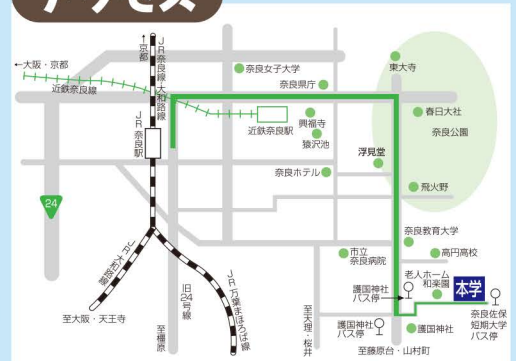 アクセス
←大阪・京都
近鉄奈良線
←京都
JR奈良線・大和路線
JR奈良駅
奈良女子大学
奈良県庁
東大寺
近鉄奈良駅
興福寺
猿沢池
春日大社
奈良公園
浮見堂
奈良ホテル
飛火野
24
奈良教育大学
市立
奈良病院
高円高校
老人ホーム
和楽園
本学
護国神社
バス停
奈良佐保
短期大学
バス停
護国神社
バス停
護国神社
JR大和路線
至大阪・天王寺
旧24号線
至橿原
JR万葉まほろば線
至天理・桜井
至藤原台・山村町